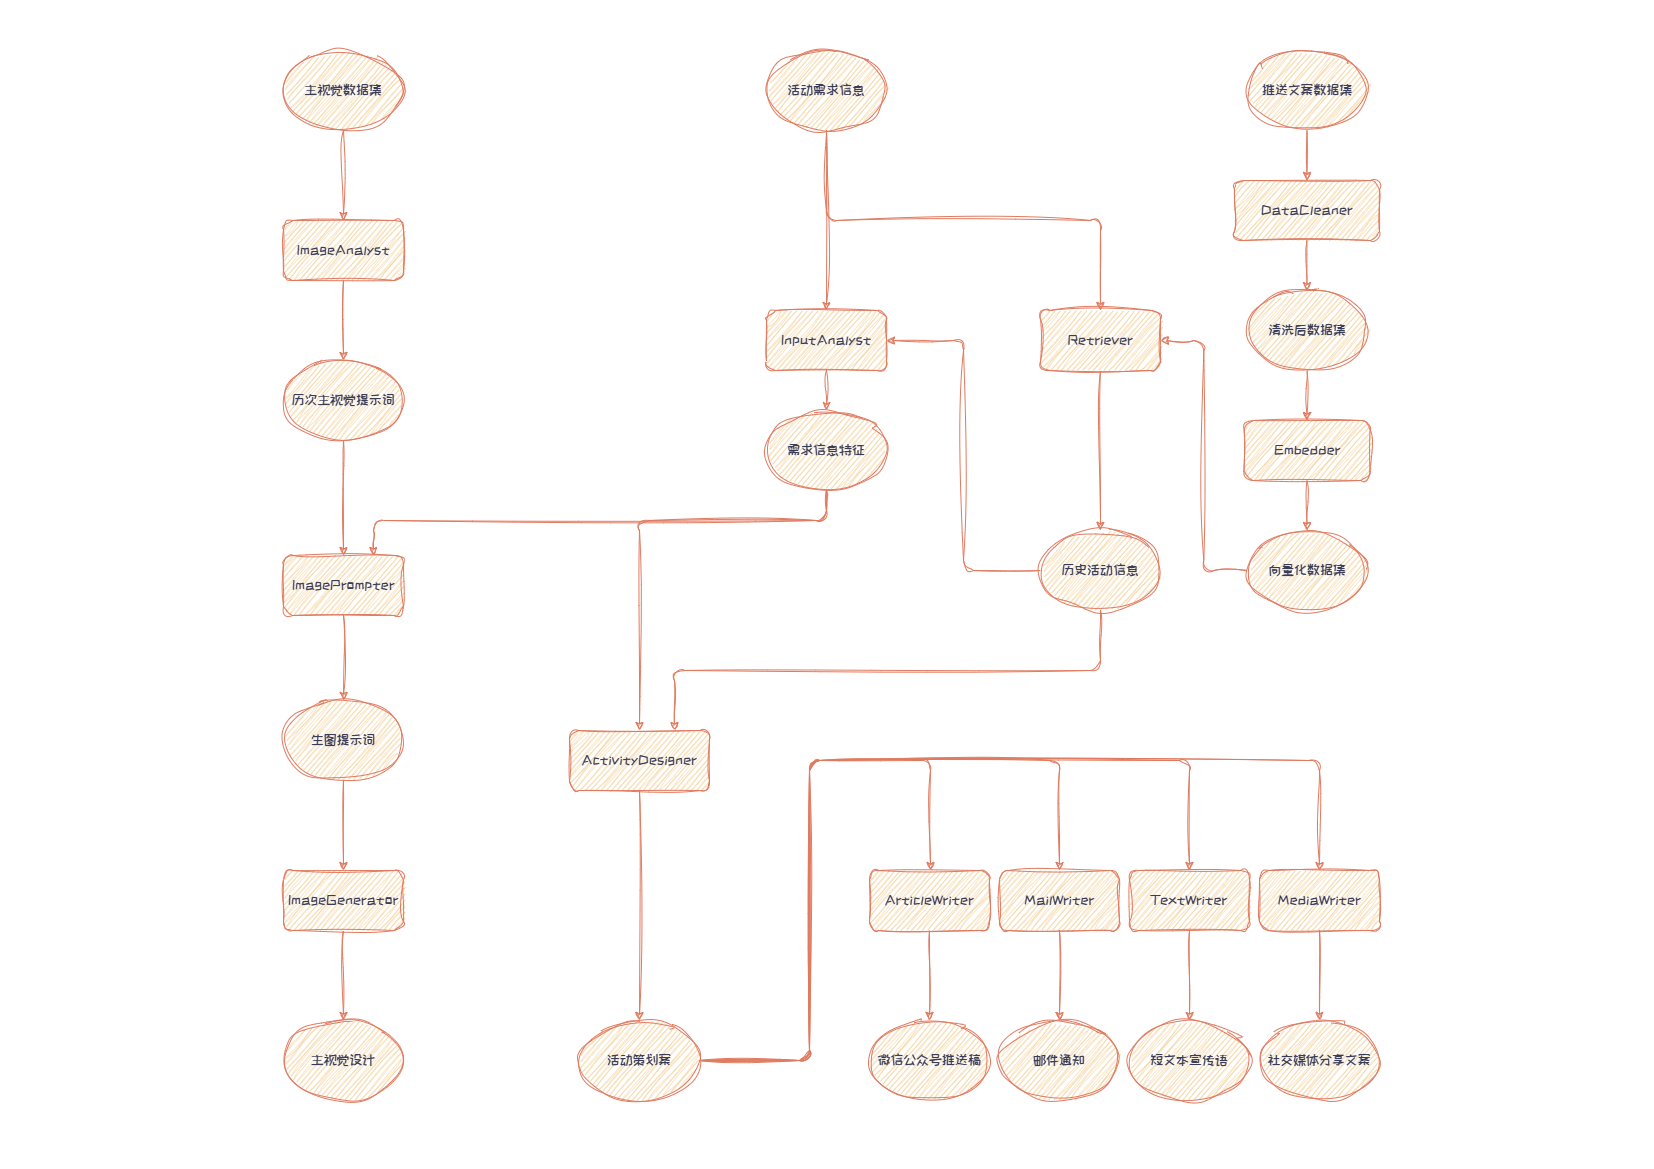 主视觉数据集
活动需求信息
推送文案数据集
DataCleaner
ImageAnalyst
InputAnalyst
Retriever
清洗后数据集
历次主视觉提示词
需求信息特征
Embedder
ImagePrompter
历史活动信息
向量化数据集
生图提示词
ActivityDesigner
ImageGenerator
ArticleWriter
MailWriter
TextWriter
MediaWriter
主视觉设计
活动策划案
微信公众号推送稿
邮件通知
短文本宣传语
社交媒体分享文案